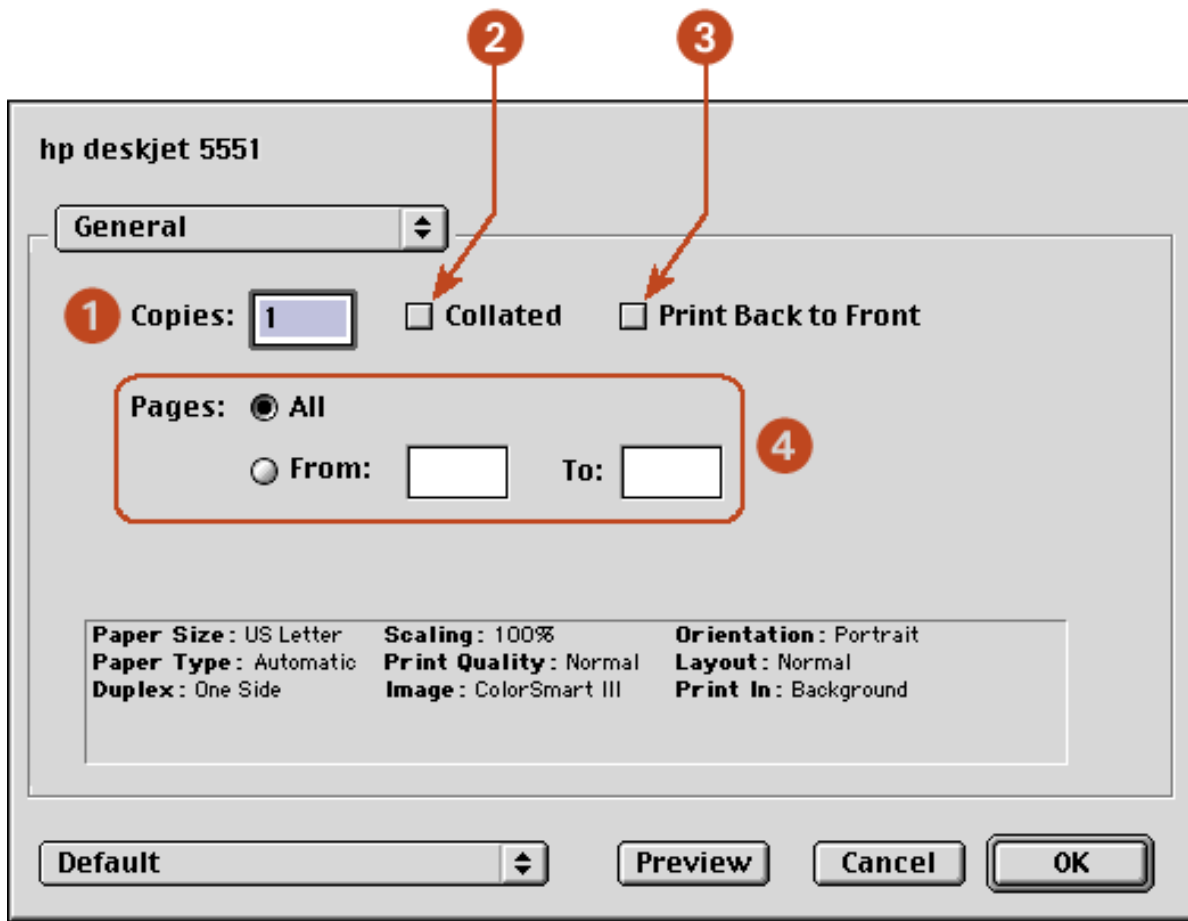 2 3
hp deskjet 5551
General
1 Copies: 1 Collated Print Back to Front
Pages: All
4
From: To:
Paper Size: US Letter Scaling: 100% Orientation: Portrait
Paper Type: Automatic Print Quality: Normal Layout: Normal
Duplex: One Side Image: ColorSmart III Print In: Background
Default Preview Cancel OK